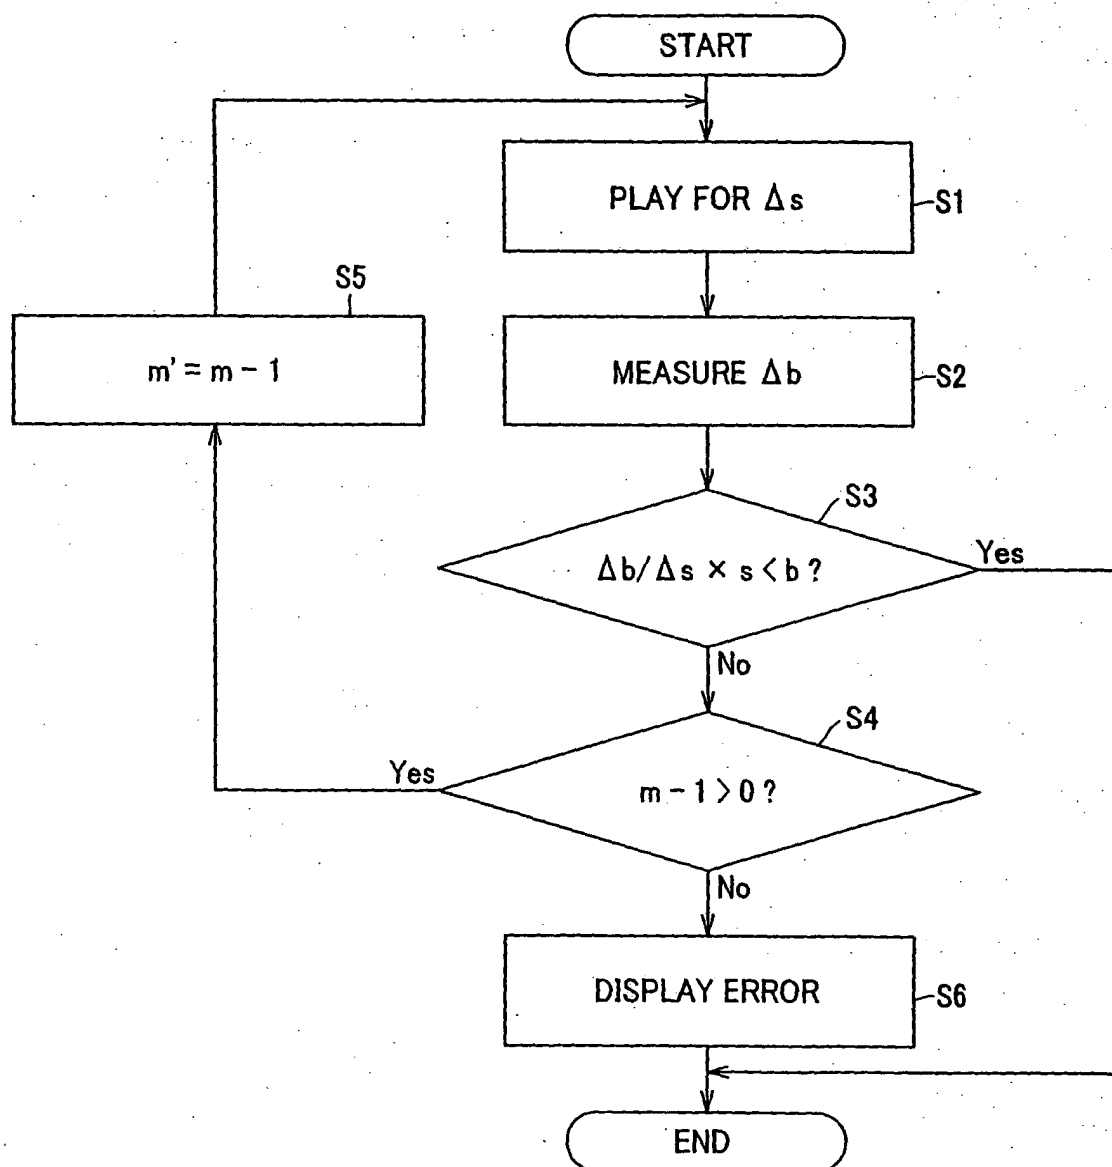 START
PLAY FOR Δs
S1
S5
m' = m - 1
MEASURE Δb
S2
S3
Δb/Δs × s < b ?
Yes
No
S4
m - 1 > 0 ?
Yes
No
DISPLAY ERROR
S6
END